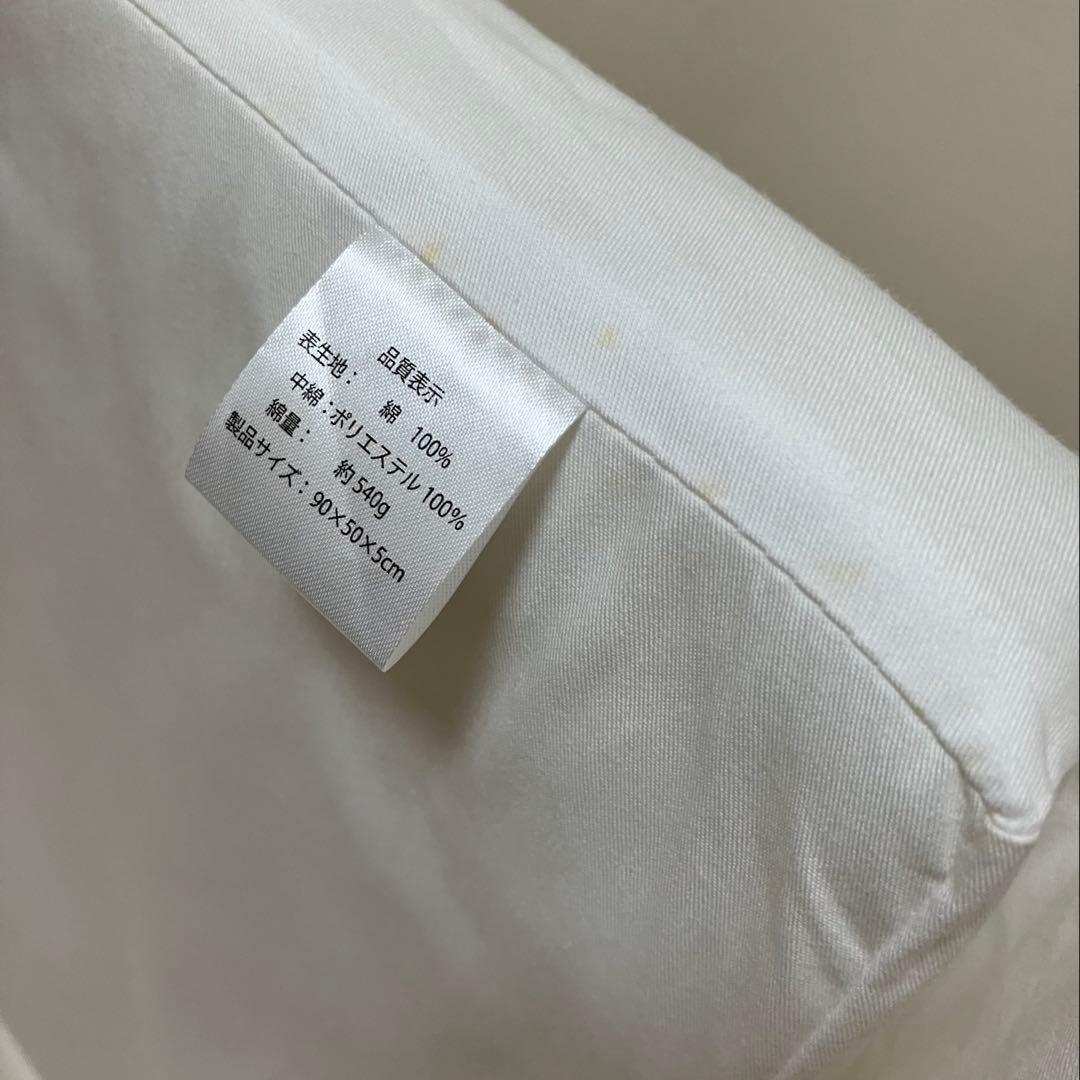 品質表示
表生地： 綿 100%
中綿：ポリエステル 100%
綿量： 約 540g
製品サイズ：90×50×5cm